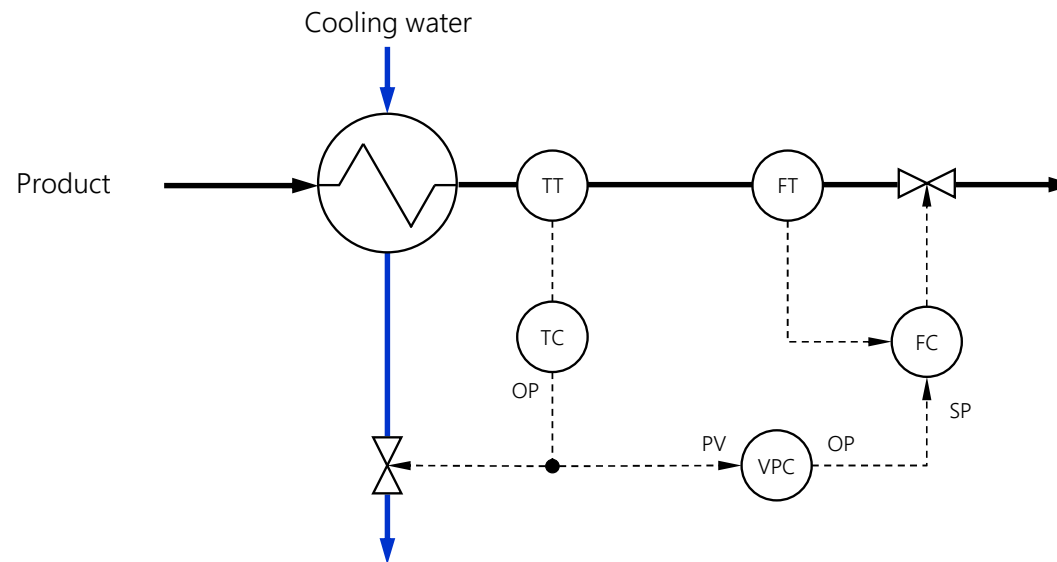 Cooling water
Product
TT
FT
TC
FC
OP
SP
PV
OP
VPC